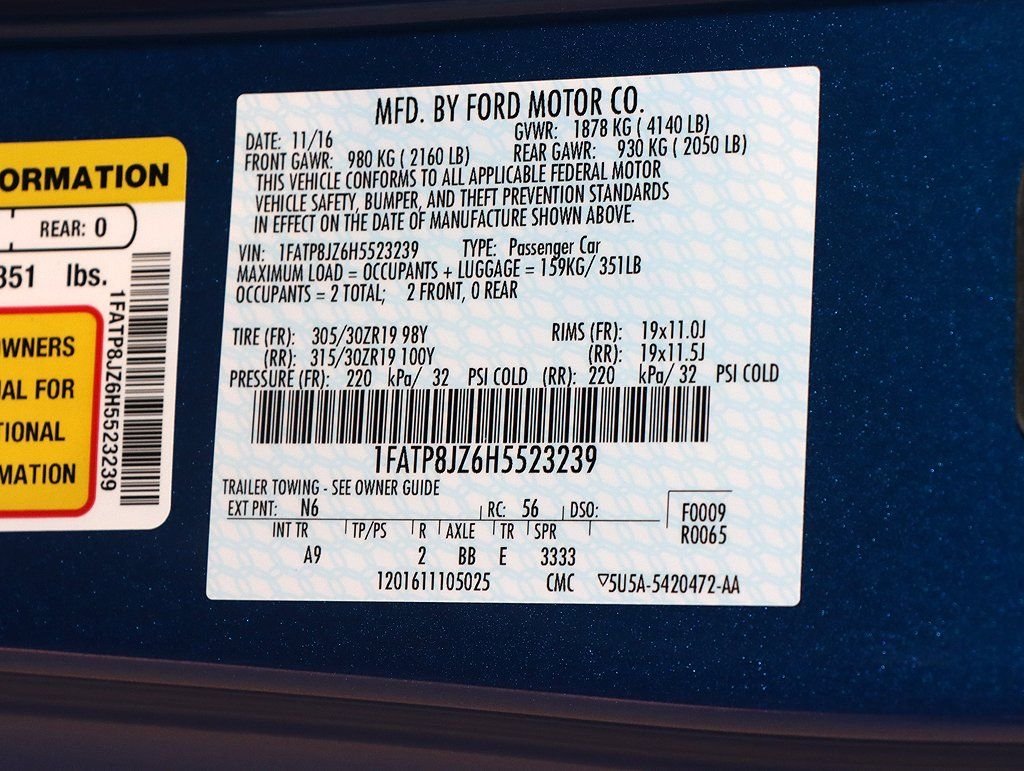 MFD. BY FORD MOTOR CO.
DATE: 11/16 GVWR: 1878 KG ( 4140 LB)
FRONT GAWR: 980 KG ( 2160 LB) REAR GAWR: 930 KG ( 2050 LB)
THIS VEHICLE CONFORMS TO ALL APPLICABLE FEDERAL MOTOR
VEHICLE SAFETY, BUMPER, AND THEFT PREVENTION STANDARDS
IN EFFECT ON THE DATE OF MANUFACTURE SHOWN ABOVE.
VIN: 1FATP8JZ6H5523239 TYPE: Passenger Car
MAXIMUM LOAD = OCCUPANTS + LUGGAGE = 159KG/ 351LB
OCCUPANTS = 2 TOTAL; 2 FRONT, 0 REAR
TIRE (FR): 305/30ZR19 98Y RIMS (FR): 19x11.0J
(RR): 315/30ZR19 100Y (RR): 19x11.5J
PRESSURE (FR): 220 kPa/ 32 PSI COLD (RR): 220 kPa/ 32 PSI COLD
1FATP8JZ6H5523239
TRAILER TOWING - SEE OWNER GUIDE
EXT PNT: N6 RC: 56 DSO:
F0009
R0065
INT TR TP/PS R AXLE TR SPR
A9 2 BB E 3333
1201611105025 CMC ▽5U5A-5420472-AA
ORMATION
REAR: 0
351 lbs.
1FATP8JZ6H5523239
OWNERS
UAL FOR
TIONAL
MATION